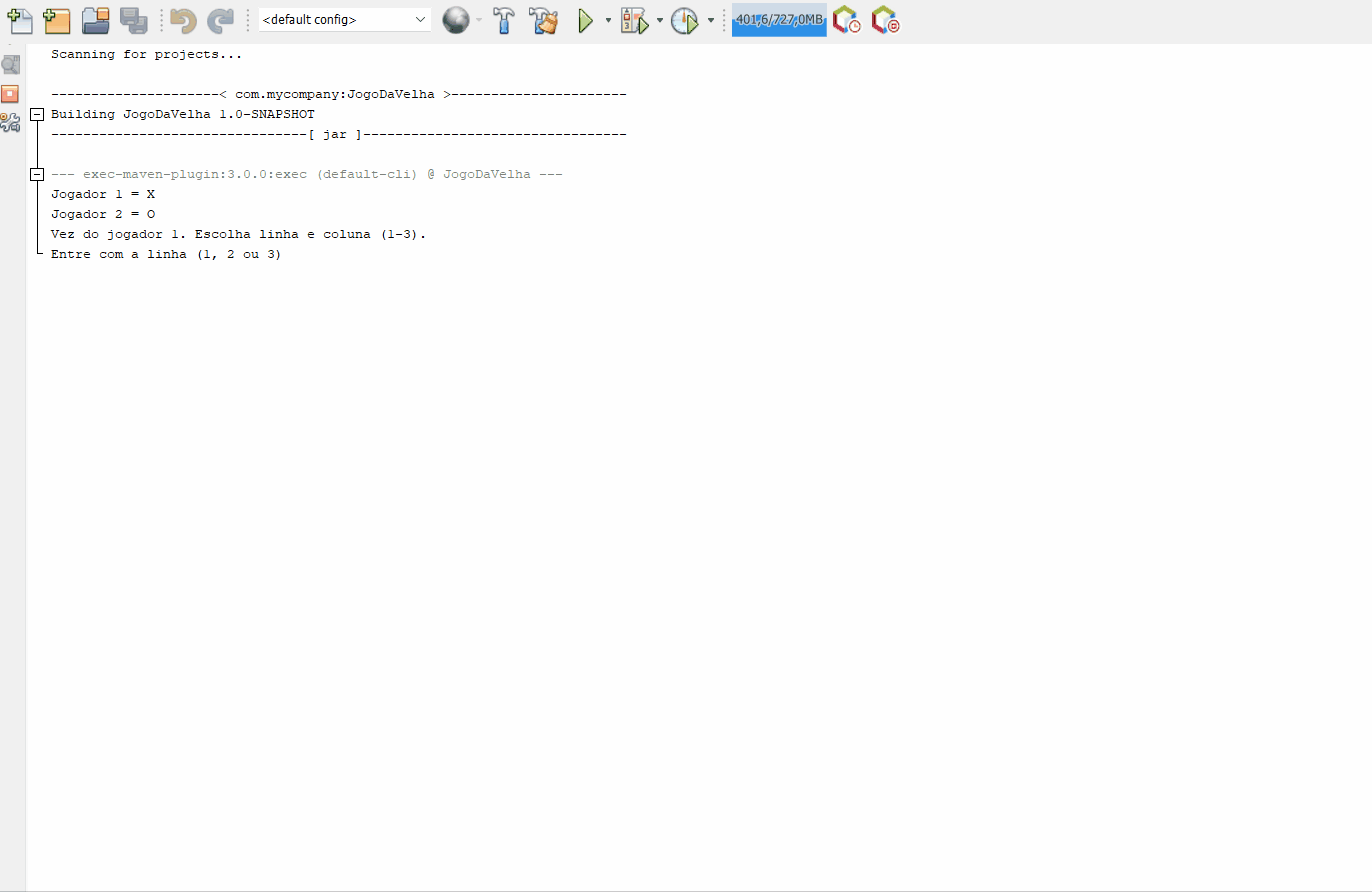 <default config>
401,6/727,0MB
Scanning for projects...
---------------------< com.mycompany:JogoDaVelha >----------------------
Building JogoDaVelha 1.0-SNAPSHOT
--------------------------------[ jar ]---------------------------------
--- exec-maven-plugin:3.0.0:exec (default-cli) @ JogoDaVelha ---
Jogador 1 = X
Jogador 2 = O
Vez do jogador 1. Escolha linha e coluna (1-3).
Entre com a linha (1, 2 ou 3)